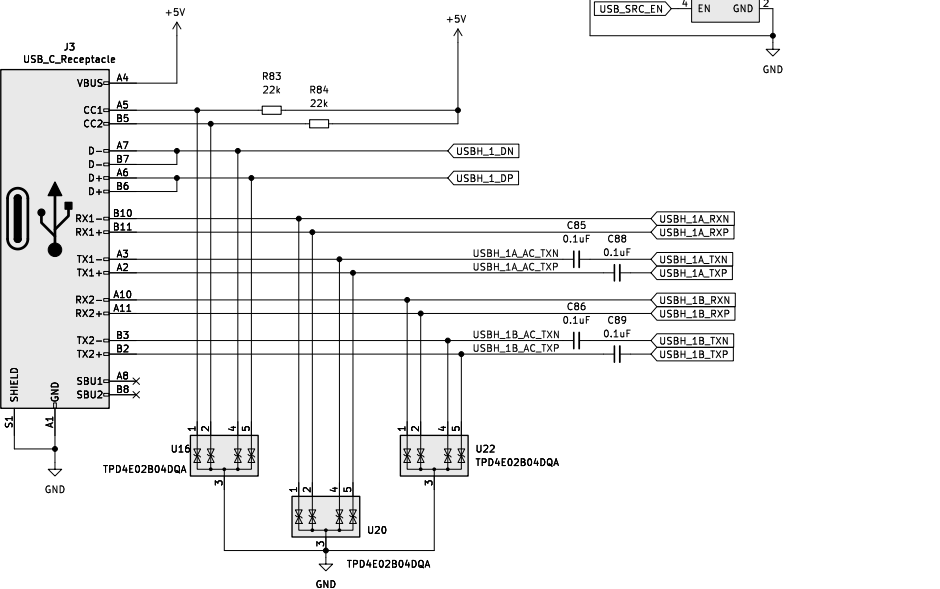 +5V
USB_SRC_EN
4
EN
GND
2
+5V
GND
J3
USB_C_Receptacle
VBUS
A4
R83
22k
R84
22k
CC1
A5
CC2
B5
D-
A7
USBH_1_DN
D-
B7
D+
A6
USBH_1_DP
D+
B6
RX1-
B10
USBH_1A_RXN
RX1+
B11
USBH_1A_RXP
C85
0.1uF
C88
0.1uF
TX1-
A3
USBH_1A_AC_TXN
USBH_1A_TXN
TX1+
A2
USBH_1A_AC_TXP
USBH_1A_TXP
RX2-
A10
USBH_1B_RXN
RX2+
A11
USBH_1B_RXP
C86
0.1uF
C89
0.1uF
TX2-
B3
USBH_1B_AC_TXN
USBH_1B_TXN
TX2+
B2
USBH_1B_AC_TXP
USBH_1B_TXP
SBU1
A8
SBU2
B8
SHIELD
GND
S1
A1
GND
1
2
4
5
U16
TPD4E02B04DQA
3
1
2
4
5
U22
TPD4E02B04DQA
3
1
2
4
5
U20
3
TPD4E02B04DQA
GND